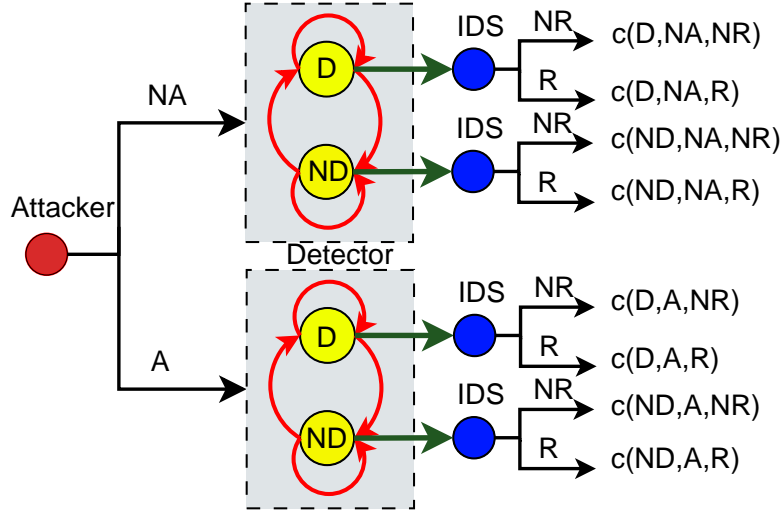 IDS
NR
c(D,NA,NR)
D
R
c(D,NA,R)
NA
IDS
NR
c(ND,NA,NR)
ND
R
c(ND,NA,R)
Attacker
Detector
IDS
NR
c(D,A,NR)
D
R
c(D,A,R)
A
IDS
NR
c(ND,A,NR)
ND
R
c(ND,A,R)